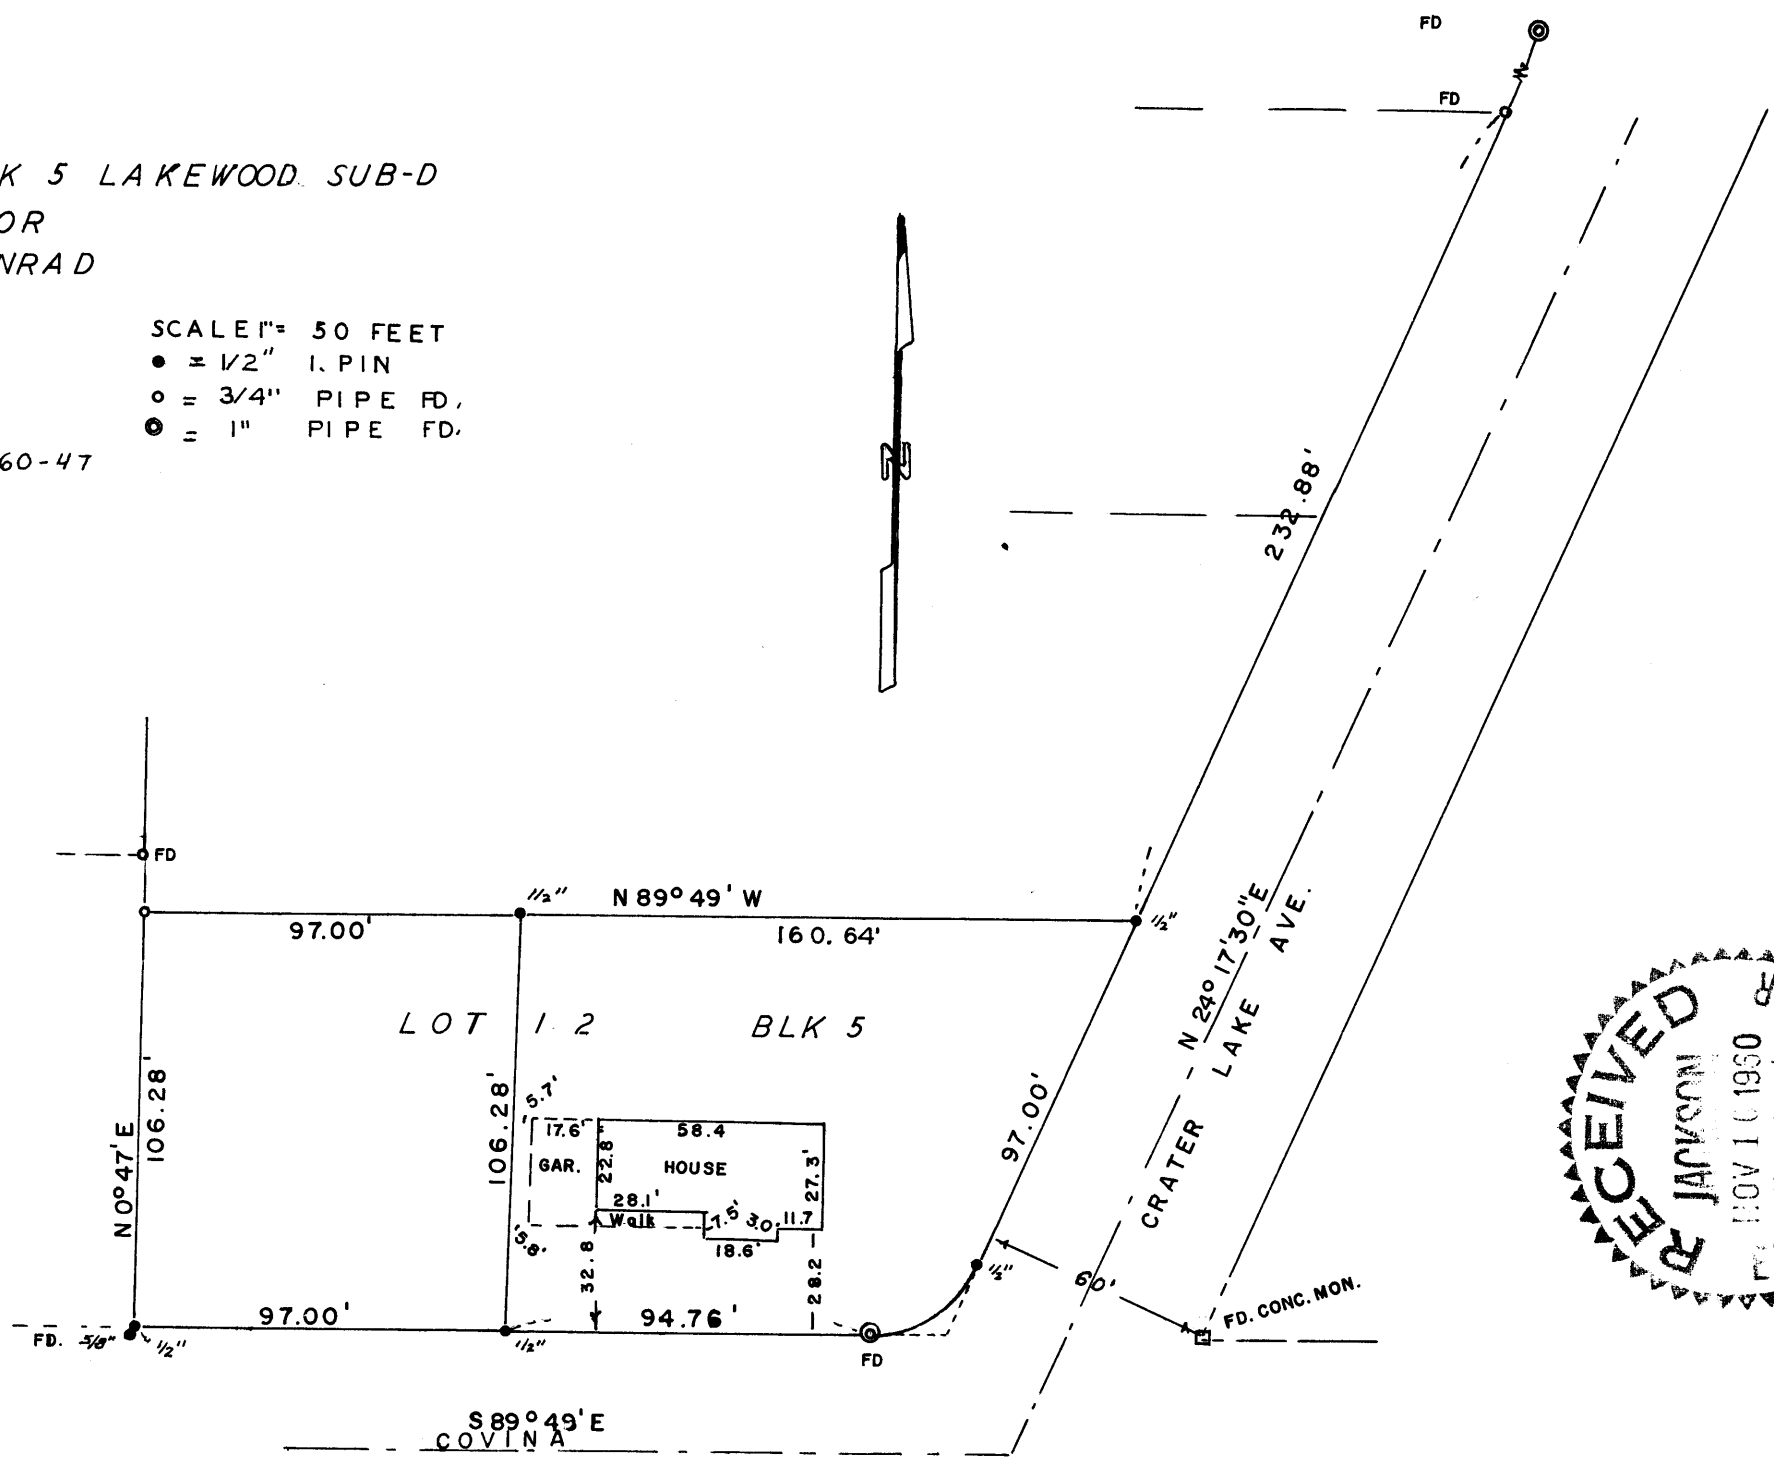 FD
FD
K 5 LAKEWOOD SUB-D
OR
NRAD
SCALE 1"= 50 FEET
● = 1/2" I. PIN
○ = 3/4" PIPE FD.
◎ = 1" PIPE FD.
60-47
N
232.88'
FD
1/2"
N 89° 49' W
97.00'
160.64'
1/2"
N 24° 17' 30" E
CRATER LAKE AVE.
LOT 12 BLK 5
N 0° 47' E
106.28'
106.28'
5.7'
17.6'
58.4
GAR.
22.8
HOUSE
27.3'
28.1'
Walk
7.5'
3.0
11.7
18.6'
5.8'
32.8
28.2
97.00'
1/2"
60'
FD. CONC. MON.
97.00'
94.76'
FD. 5/8"
1/2"
1/2"
FD
S 89° 49' E
COVINA
RECEIVED
JACKSON
NOV 10 1960
R